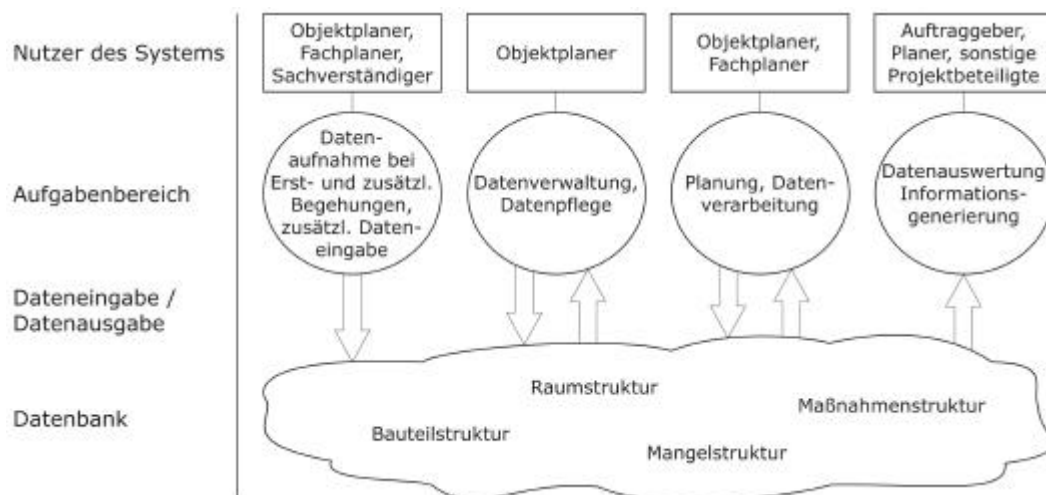 Nutzer des Systems
Objektplaner,
Fachplaner,
Sachverständiger
Objektplaner
Objektplaner,
Fachplaner
Auftraggeber,
Planer, sonstige
Projektbeteiligte
Aufgabenbereich
Daten-
aufnahme bei
Erst- und zusätzl.
Begehungen,
zusätzl. Daten-
eingabe
Datenverwaltung,
Datenpflege
Planung, Daten-
verarbeitung
Datenauswertung,
Informations-
generierung
Dateneingabe /
Datenausgabe
Datenbank
Raumstruktur
Maßnahmenstruktur
Bauteilstruktur
Mangelstruktur